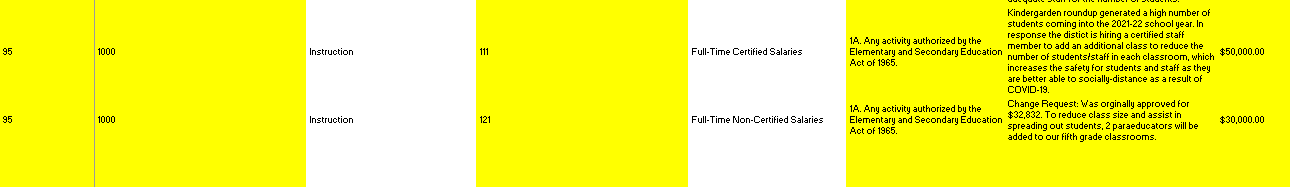 adequate staff for the number of students.
Kindergarden roundup generated a high number of
students coming into the 2021-22 school year. In
response the distict is hiring a certified staff
member to add an additional class to reduce the
number of students/staff in each classroom, which
increases the safety for students and staff as they
are better able to socially-distance as a result of
COVID-19.
95 1000 Instruction 111 Full-Time Certified Salaries
1A. Any activity authorized by the
Elementary and Secondary Education
Act of 1965.
$50,000.00
95 1000 Instruction 121 Full-Time Non-Certified Salaries
1A. Any activity authorized by the
Elementary and Secondary Education
Act of 1965.
Change Request: Was orginally approved for
$32,832. To reduce class size and assist in
spreading out students, 2 paraeducators will be
added to our fifth grade classrooms.
$30,000.00